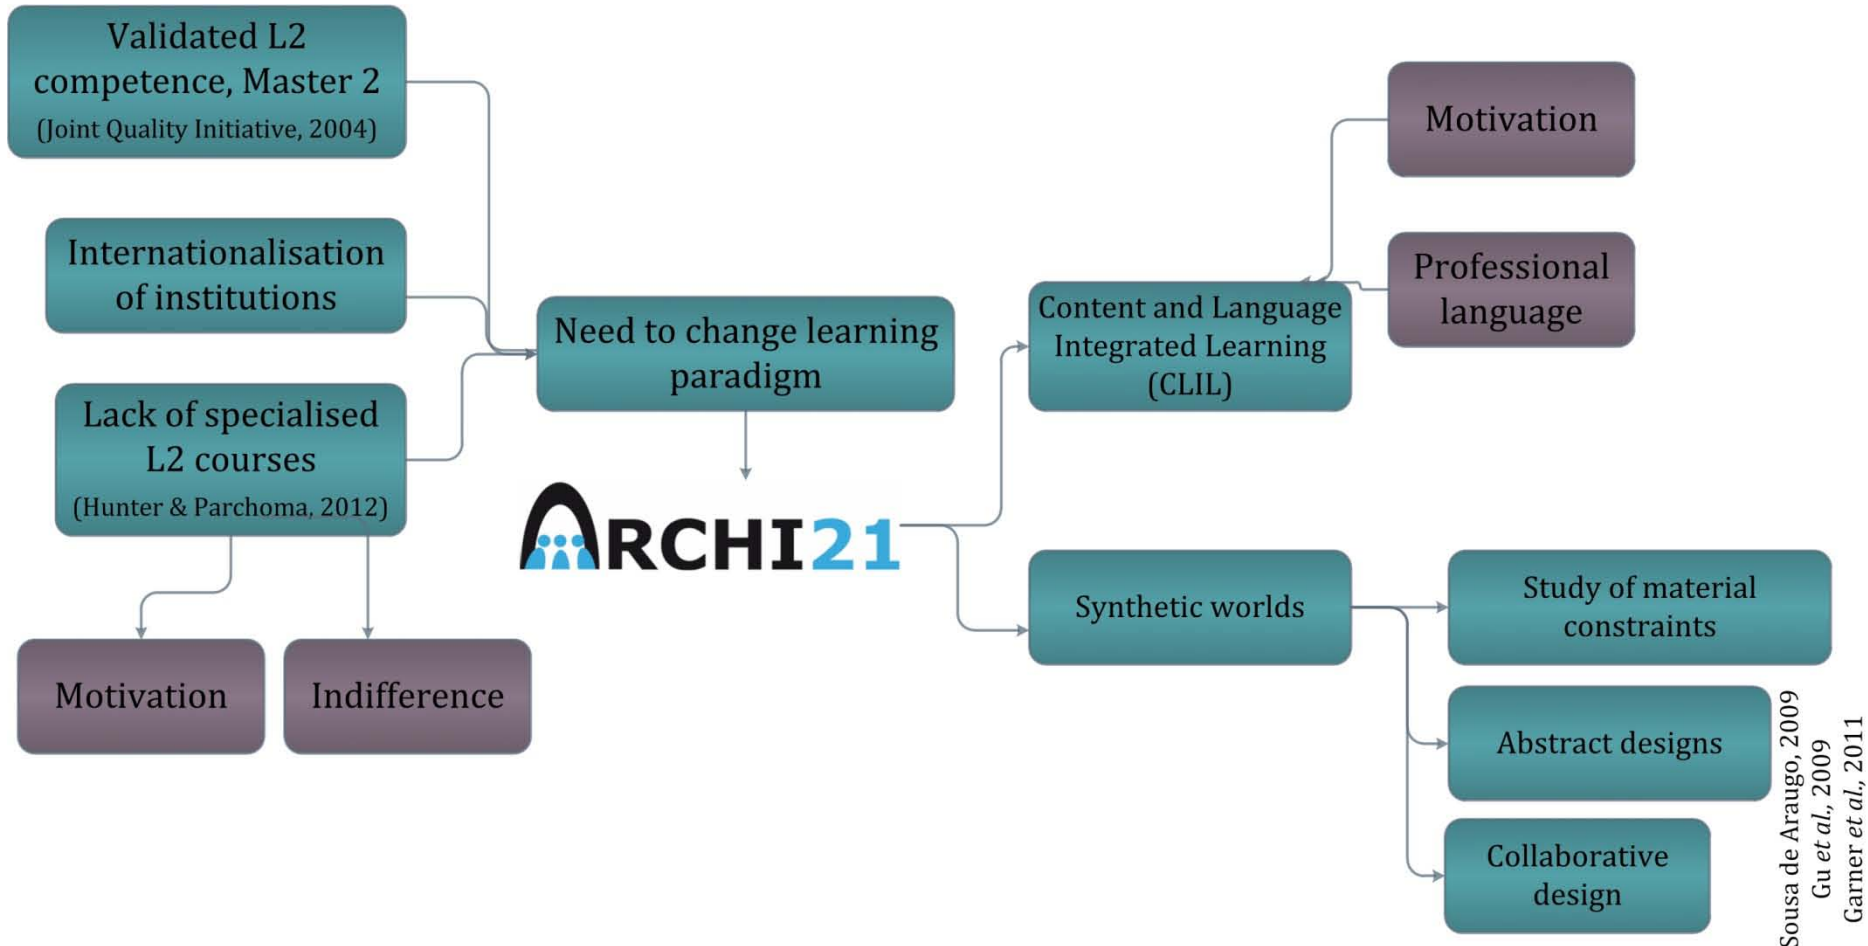 Validated L2
competence, Master 2
(Joint Quality Initiative, 2004)
Internationalisation
of institutions
Lack of specialised
L2 courses
(Hunter & Parchoma, 2012)
Motivation
Indifference
Need to change learning
paradigm
ARCHI21
Motivation
Professional
language
Content and Language
Integrated Learning
(CLIL)
Synthetic worlds
Study of material
constraints
Abstract designs
Collaborative
design
Sousa de Araugo, 2009
Gu et al., 2009
Garner et al., 2011